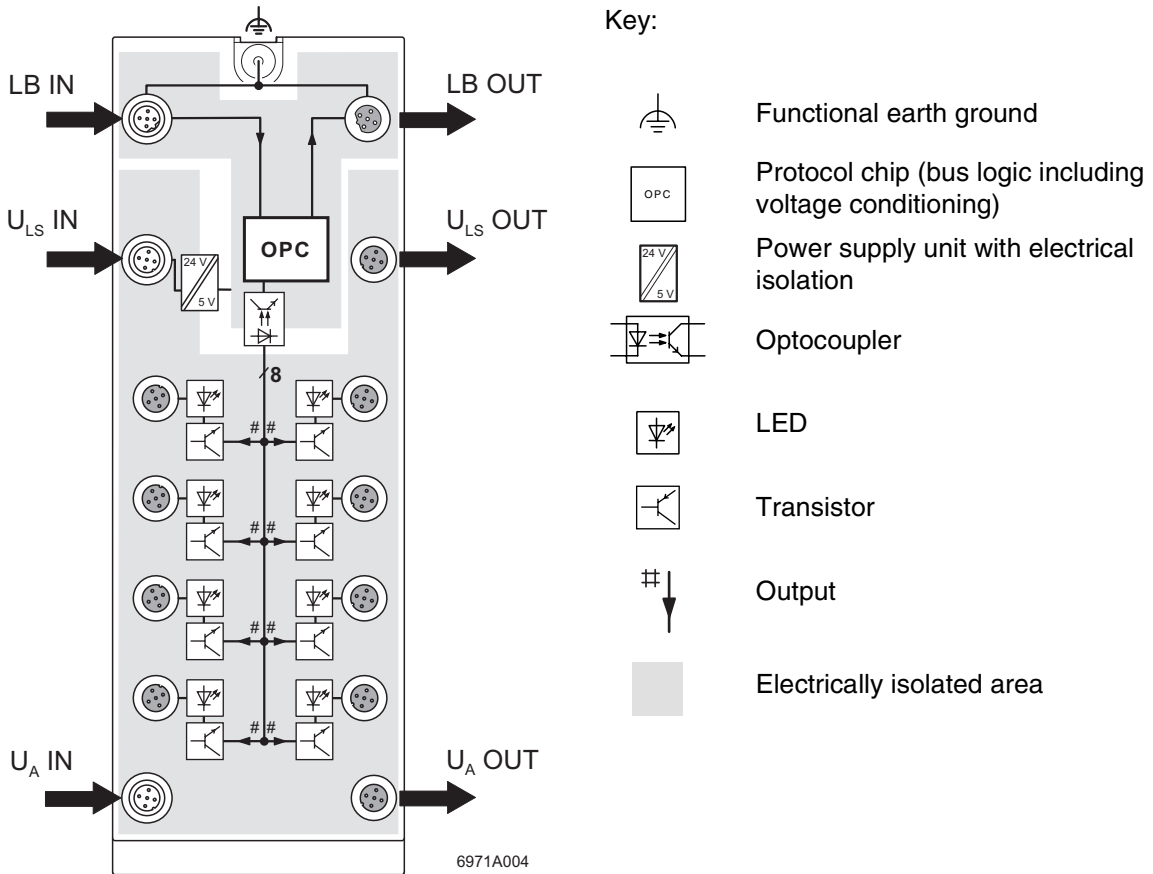 Key:
LB IN
LB OUT
U_LS IN
U_LS OUT
24 V
5 V
OPC
8
# #
# #
# #
# #
U_A IN
U_A OUT
6971A004
Functional earth ground
OPC
Protocol chip (bus logic including
voltage conditioning)
24 V
5 V
Power supply unit with electrical
isolation
Optocoupler
LED
Transistor
#
Output
Electrically isolated area